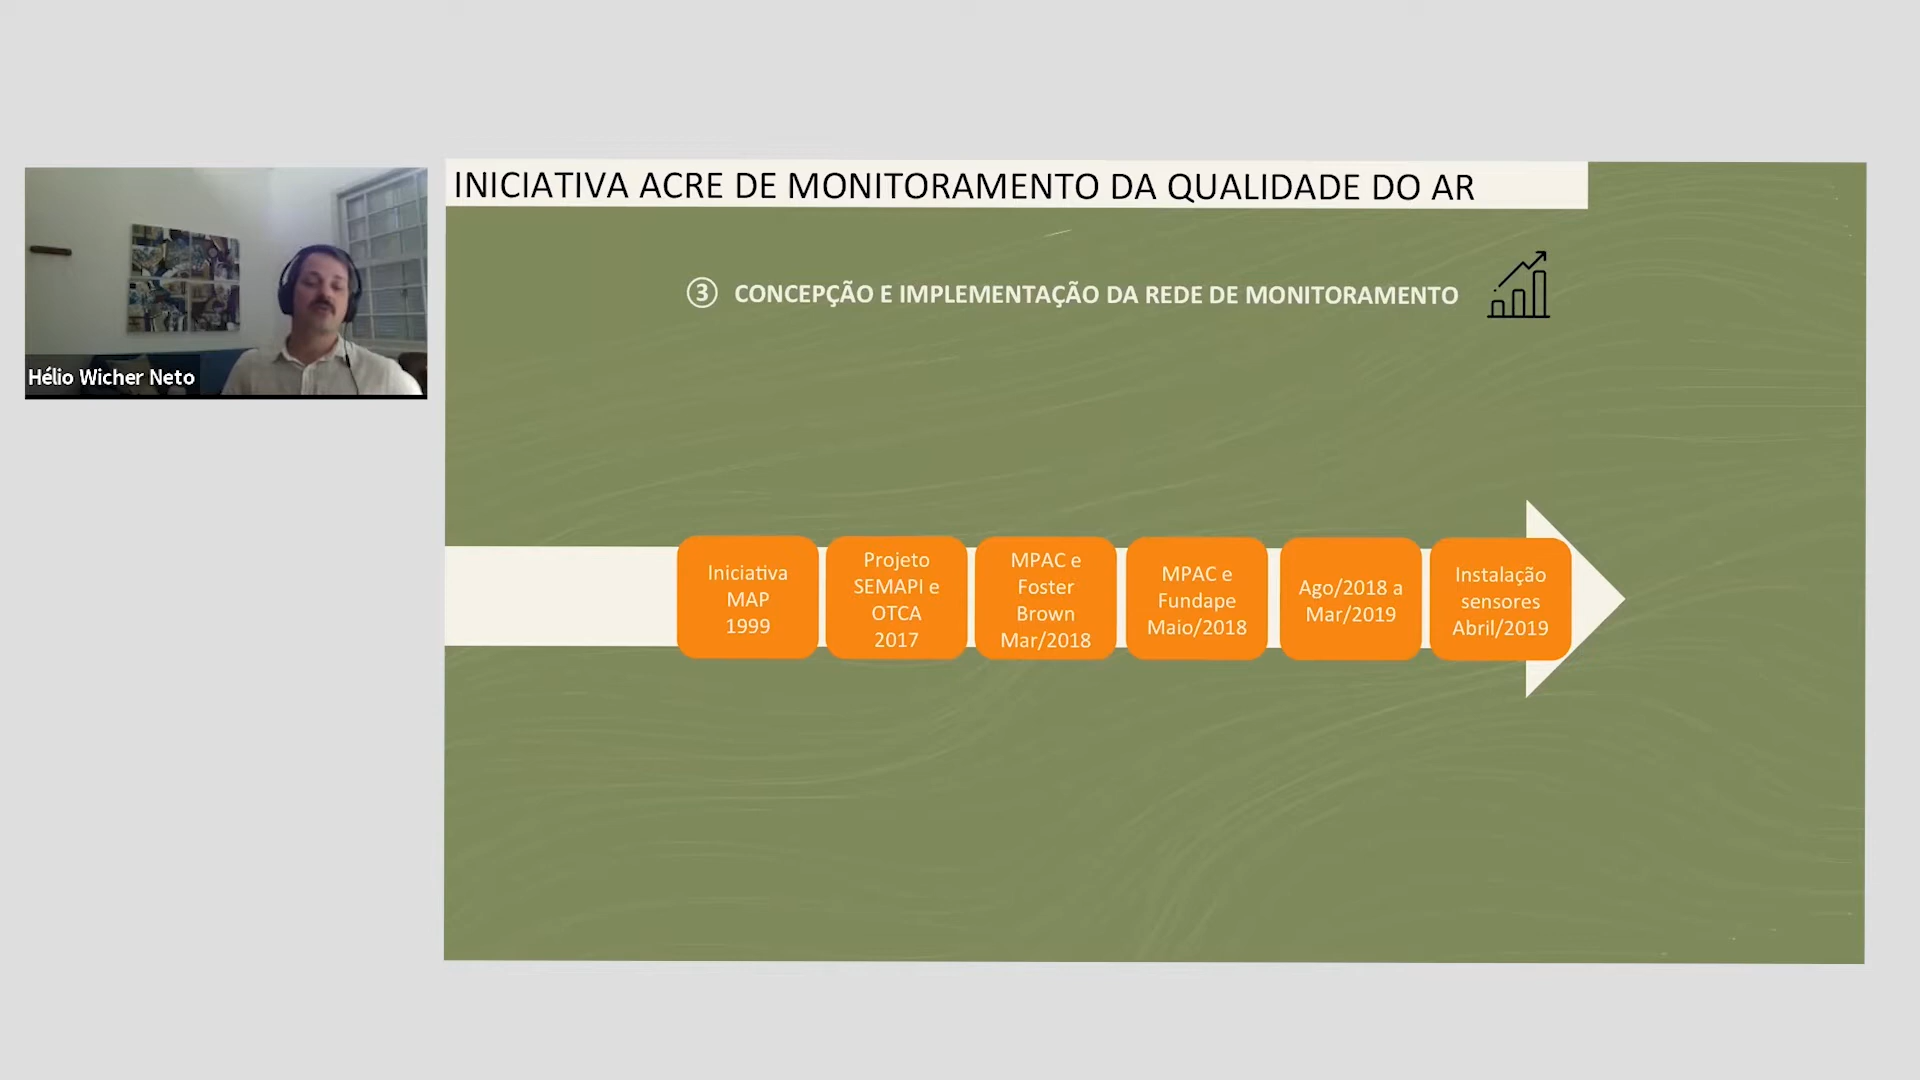 INICIATIVA ACRE DE MONITORAMENTO DA QUALIDADE DO AR
③ CONCEPÇÃO E IMPLEMENTAÇÃO DA REDE DE MONITORAMENTO
Hélio Wicher Neto
Iniciativa
MAP
1999
Projeto
SEMAPI e
OTCA
2017
MPAC e
Foster
Brown
Mar/2018
MPAC e
Fundape
Maio/2018
Ago/2018 a
Mar/2019
Instalação
sensores
Abril/2019